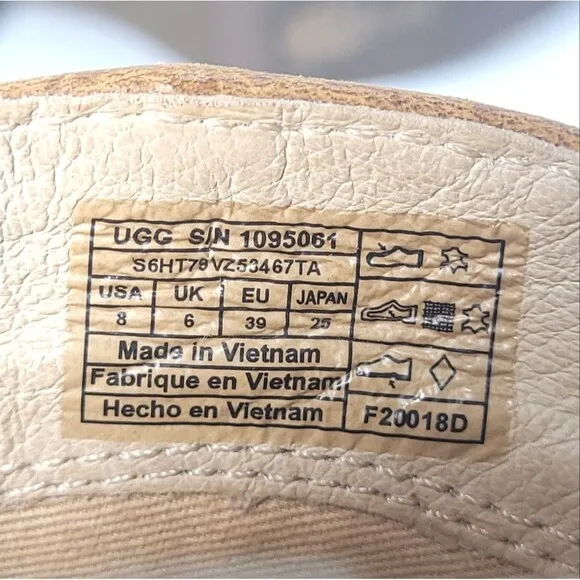 UGG S/N 1095061
S6HT79VZ53467TA
USA UK EU JAPAN
8 6 39 25
Made in Vietnam
Fabrique en Vietnam
Hecho en Vietnam
F20018D